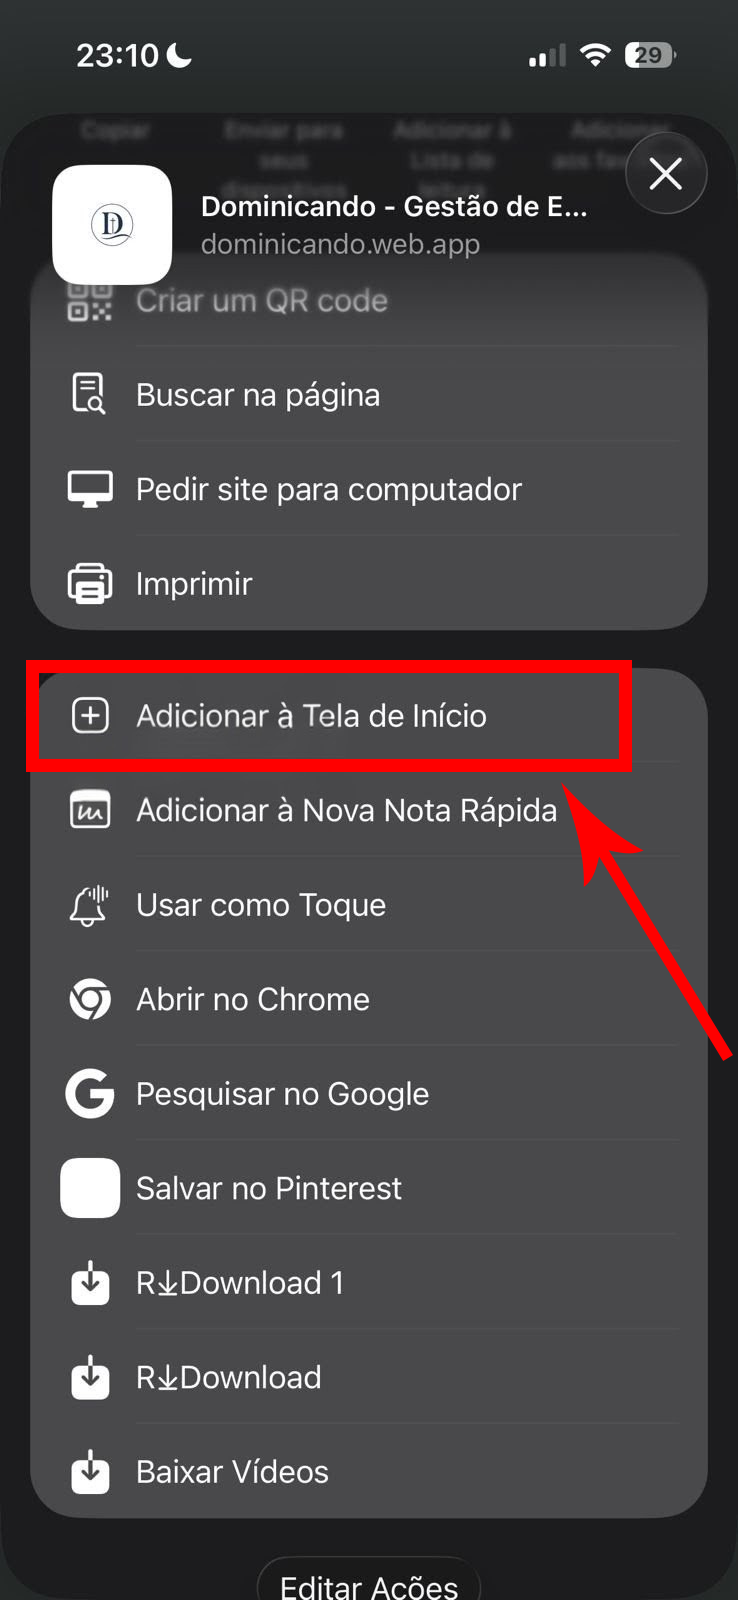 23:10
29
Copiar
Enviar para
seus
dispositivos
Adicionar à
Lista de
leitura
Adicionar
D
Dominicando - Gestão de E...
dominicando.web.app
Criar um QR code
Buscar na página
Pedir site para computador
Imprimir
Adicionar à Tela de Início
Adicionar à Nova Nota Rápida
Usar como Toque
Abrir no Chrome
Pesquisar no Google
Salvar no Pinterest
R↓Download 1
R↓Download
Baixar Vídeos
Editar Ações